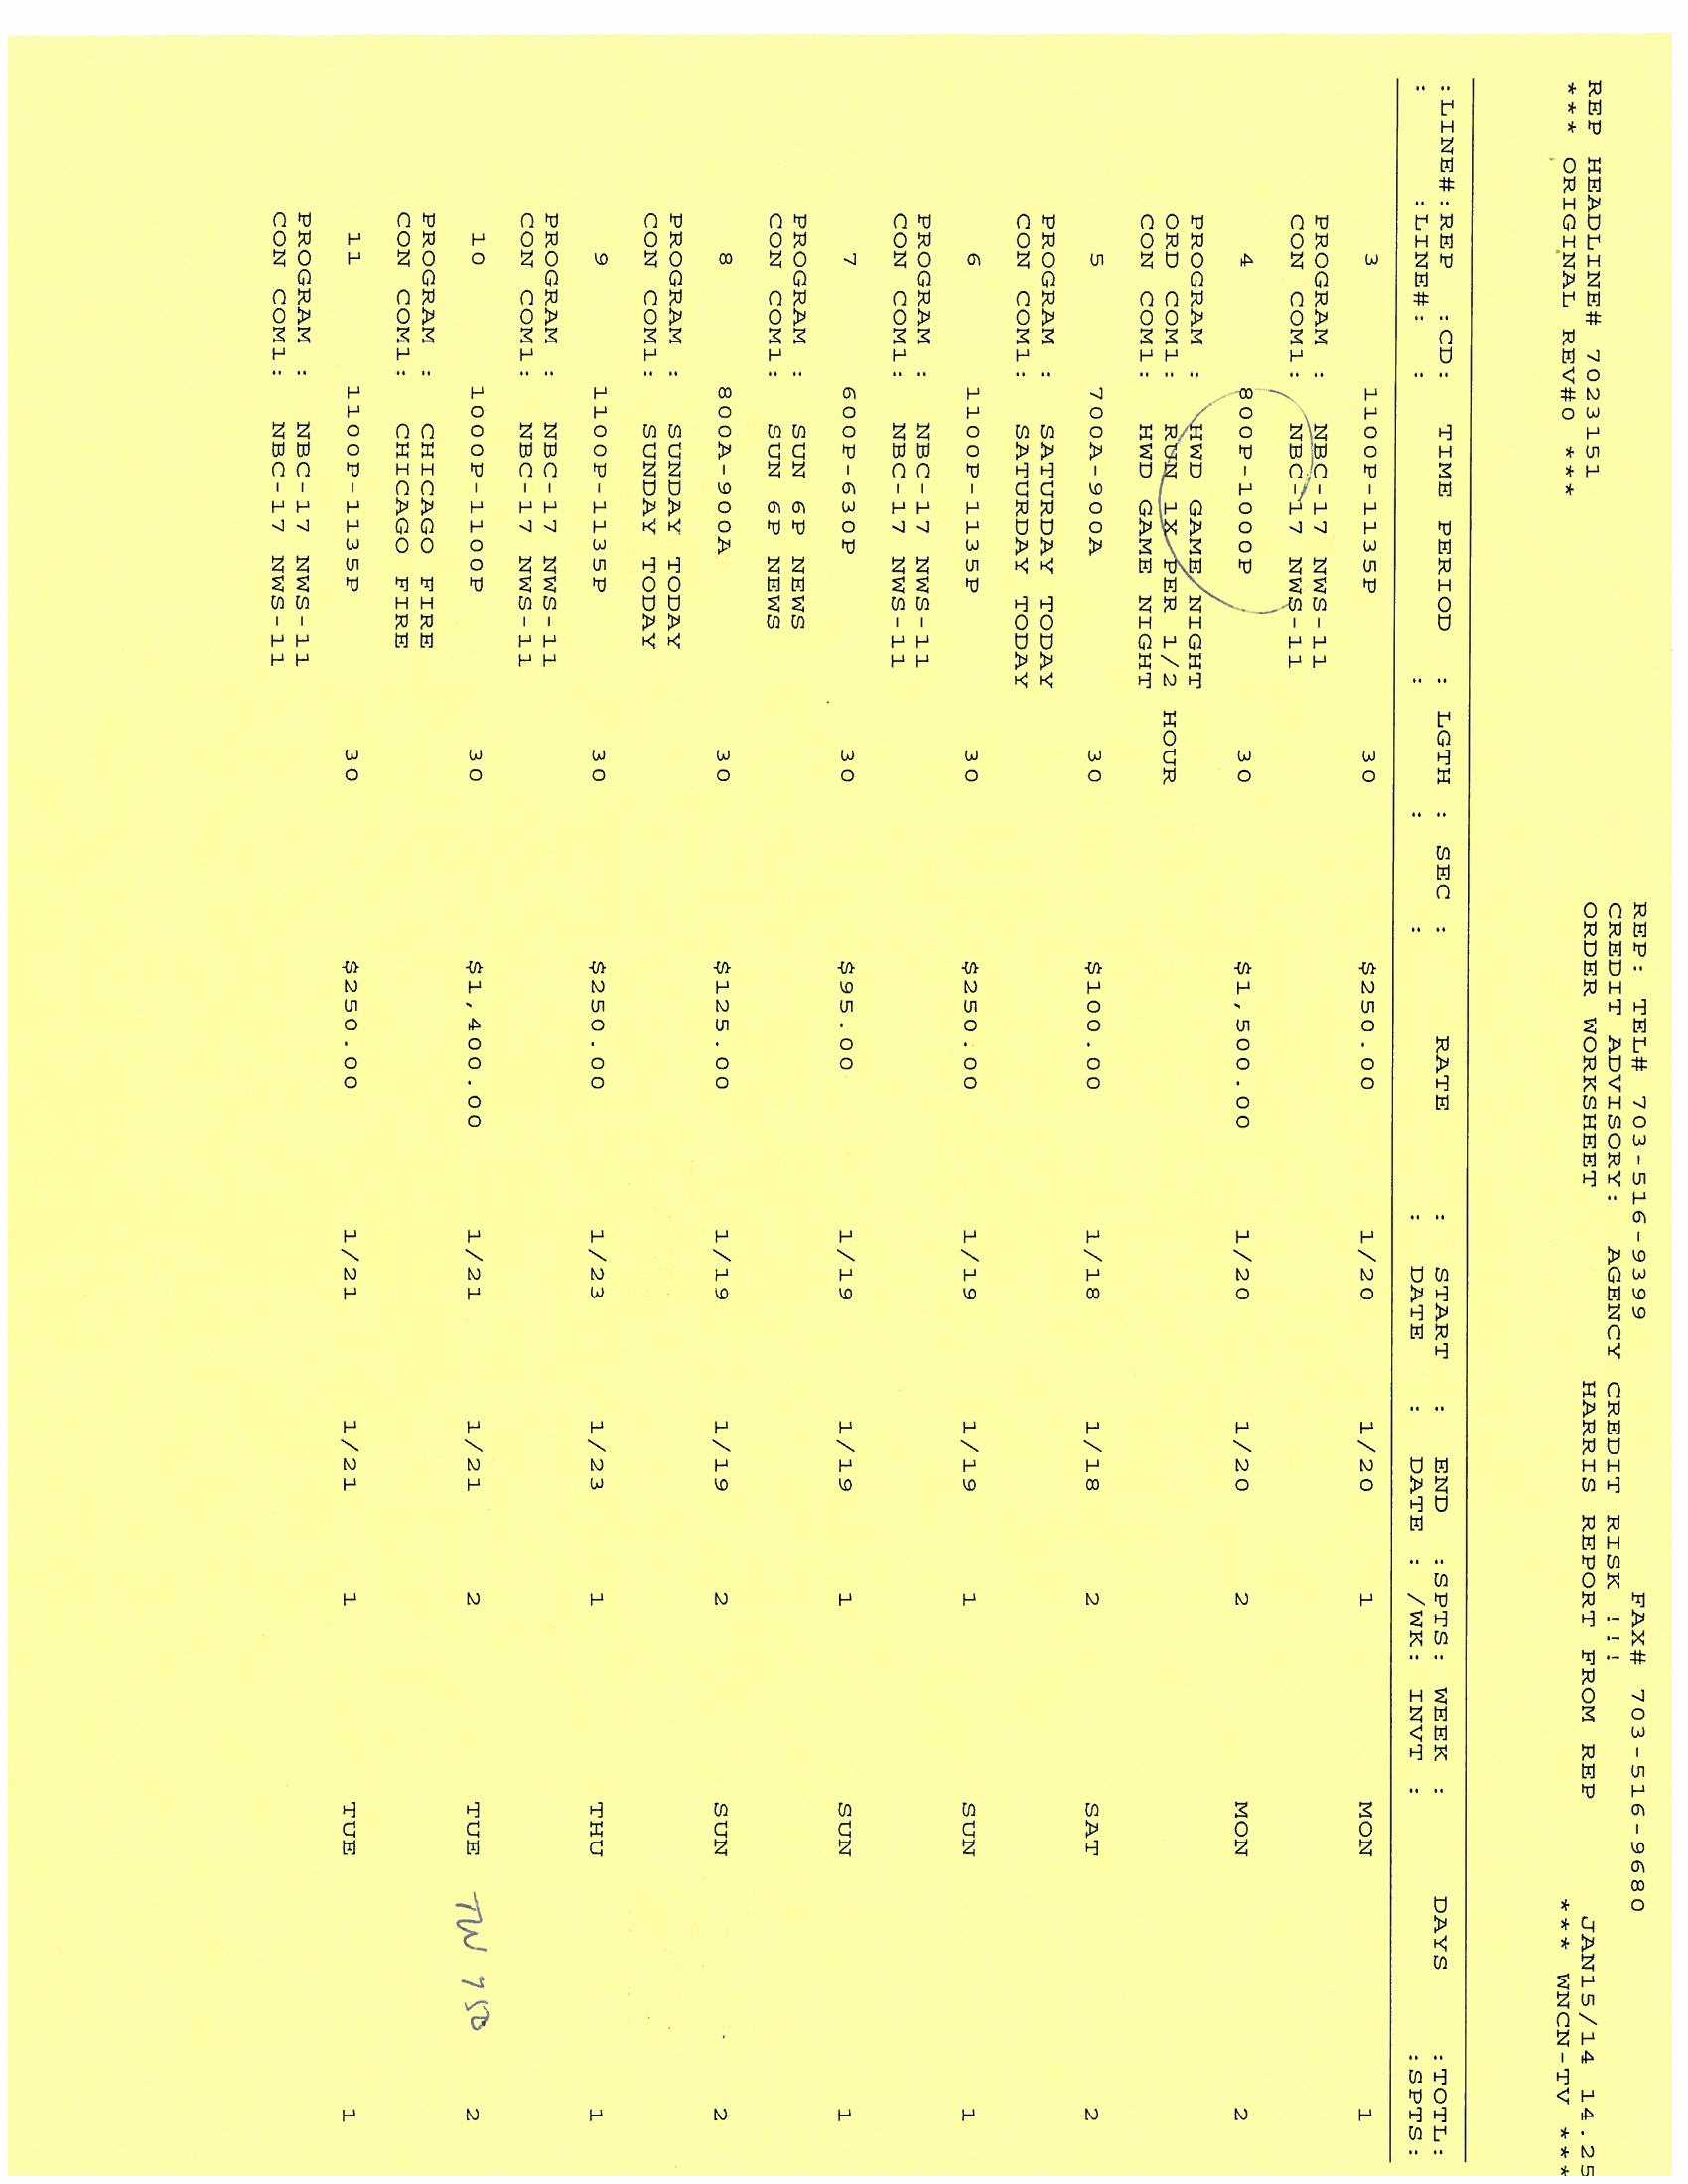 REP: TEL# 703-516-9399 FAX# 703-516-9680
CREDIT ADVISORY: AGENCY CREDIT RISK !!!
REP HEADLINE# 7023151 ORDER WORKSHEET HARRIS REPORT FROM REP JAN15/14 14.25
*** ORIGINAL REV#0 *** *** WNCN-TV ***
:LINE#:REP :CD: TIME PERIOD : LGTH : SEC : RATE : START : END :SPTS: WEEK : DAYS :TOTL:
: :LINE#: : : : : : DATE : DATE : /WK: INVT : :SPTS:
3 1100P-1135P 30 $250.00 1/20 1/20 1 MON 1
PROGRAM : NBC-17 NWS-11
CON COM1: NBC-17 NWS-11
4 800P-1000P 30 $1,500.00 1/20 1/20 2 MON 2
PROGRAM : HWD GAME NIGHT
ORD COM1: RUN 1X PER 1/2 HOUR
CON COM1: HWD GAME NIGHT
5 700A-900A 30 $100.00 1/18 1/18 2 SAT 2
PROGRAM : SATURDAY TODAY
CON COM1: SATURDAY TODAY
6 1100P-1135P 30 $250.00 1/19 1/19 1 SUN 1
PROGRAM : NBC-17 NWS-11
CON COM1: NBC-17 NWS-11
7 600P-630P 30 $95.00 1/19 1/19 1 SUN 1
PROGRAM : SUN 6P NEWS
CON COM1: SUN 6P NEWS
8 800A-900A 30 $125.00 1/19 1/19 2 SUN 2
PROGRAM : SUNDAY TODAY
CON COM1: SUNDAY TODAY
9 1100P-1135P 30 $250.00 1/23 1/23 1 THU 1
PROGRAM : NBC-17 NWS-11
CON COM1: NBC-17 NWS-11
10 1000P-1100P 30 $1,400.00 1/21 1/21 2 TUE 2
PROGRAM : CHICAGO FIRE
CON COM1: CHICAGO FIRE
11 1100P-1135P 30 $250.00 1/21 1/21 1 TUE 1
PROGRAM : NBC-17 NWS-11
CON COM1: NBC-17 NWS-11